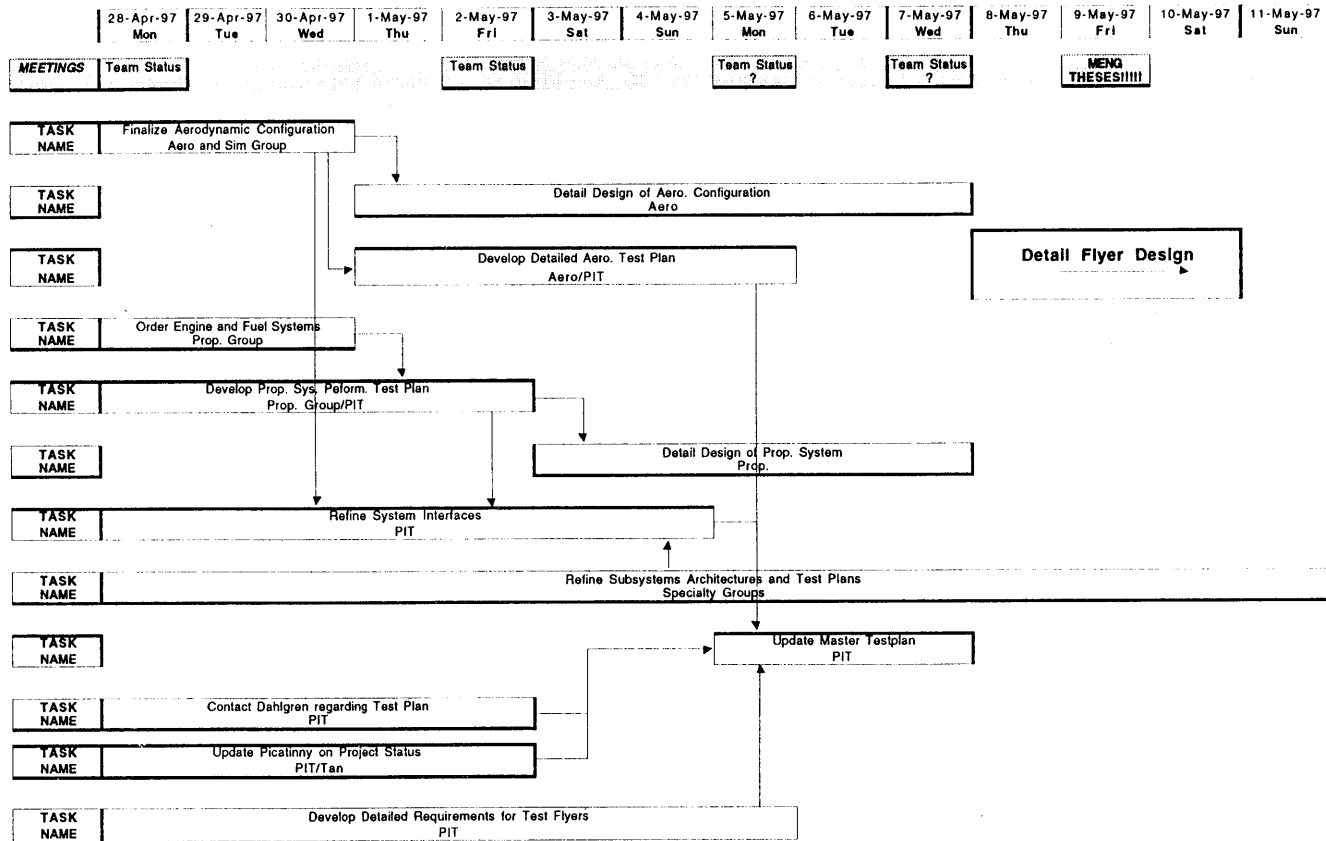 28-Apr-97 29-Apr-97 30-Apr-97 1-May-97 2-May-97 3-May-97 4-May-97 5-May-97 6-May-97 7-May-97 8-May-97 9-May-97 10-May-97 11-May-97
Mon Tue Wed Thu Fri Sat Sun Mon Tue Wed Thu Fri Sat Sun
MEETINGS Team Status Team Status Team Status Team Status MENG
? ? THESES!!!!!
TASK Finalize Aerodynamic Configuration
NAME Aero and Sim Group
TASK Detail Design of Aero. Configuration
NAME Aero
TASK Develop Detailed Aero. Test Plan
NAME Aero/PIT
Detail Flyer Design
TASK Order Engine and Fuel Systems
NAME Prop. Group
TASK Develop Prop. Sys. Peform. Test Plan
NAME Prop. Group/PIT
TASK Detail Design of Prop. System
NAME Prop.
TASK Refine System Interfaces
NAME PIT
TASK Refine Subsystems Architectures and Test Plans
NAME Specialty Groups
TASK Update Master Testplan
NAME PIT
TASK Contact Dahlgren regarding Test Plan
NAME PIT
TASK Update Picatinny on Project Status
NAME PIT/Tan
TASK Develop Detailed Requirements for Test Flyers
NAME PIT